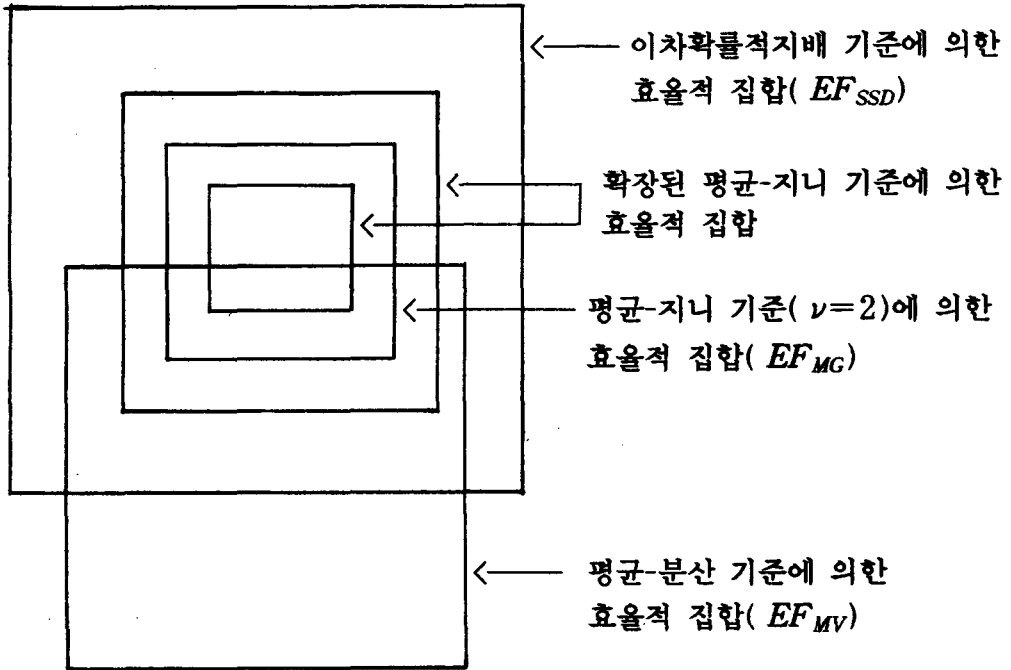 이차확률적지배 기준에 의한
효율적 집합( EF_SSD)
확장된 평균-지니 기준에 의한
효율적 집합
평균-지니 기준( ν=2)에 의한
효율적 집합( EF_MG)
평균-분산 기준에 의한
효율적 집합( EF_MV)